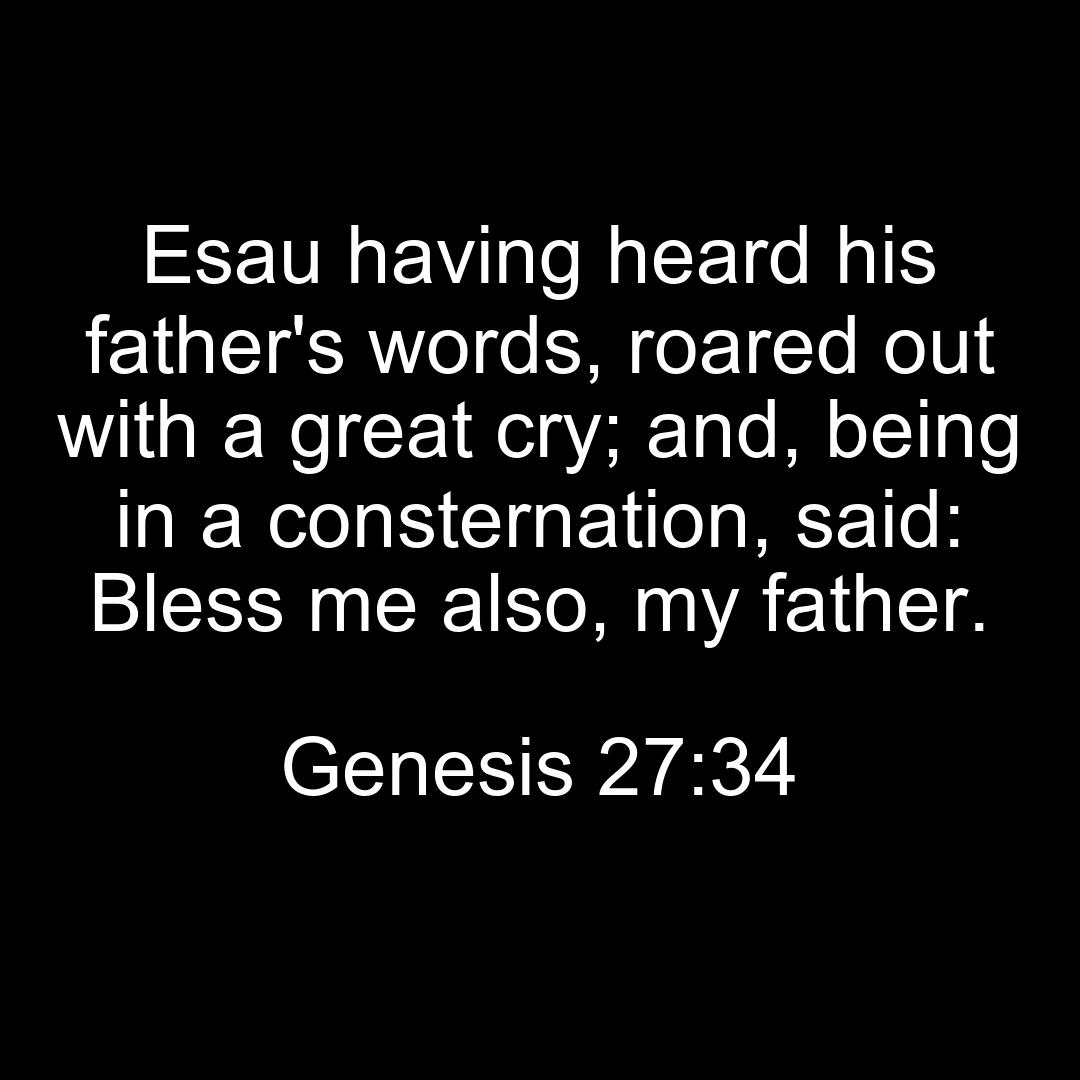 Esau having heard his
father's words, roared out
with a great cry; and, being
in a consternation, said:
Bless me also, my father.
Genesis 27:34